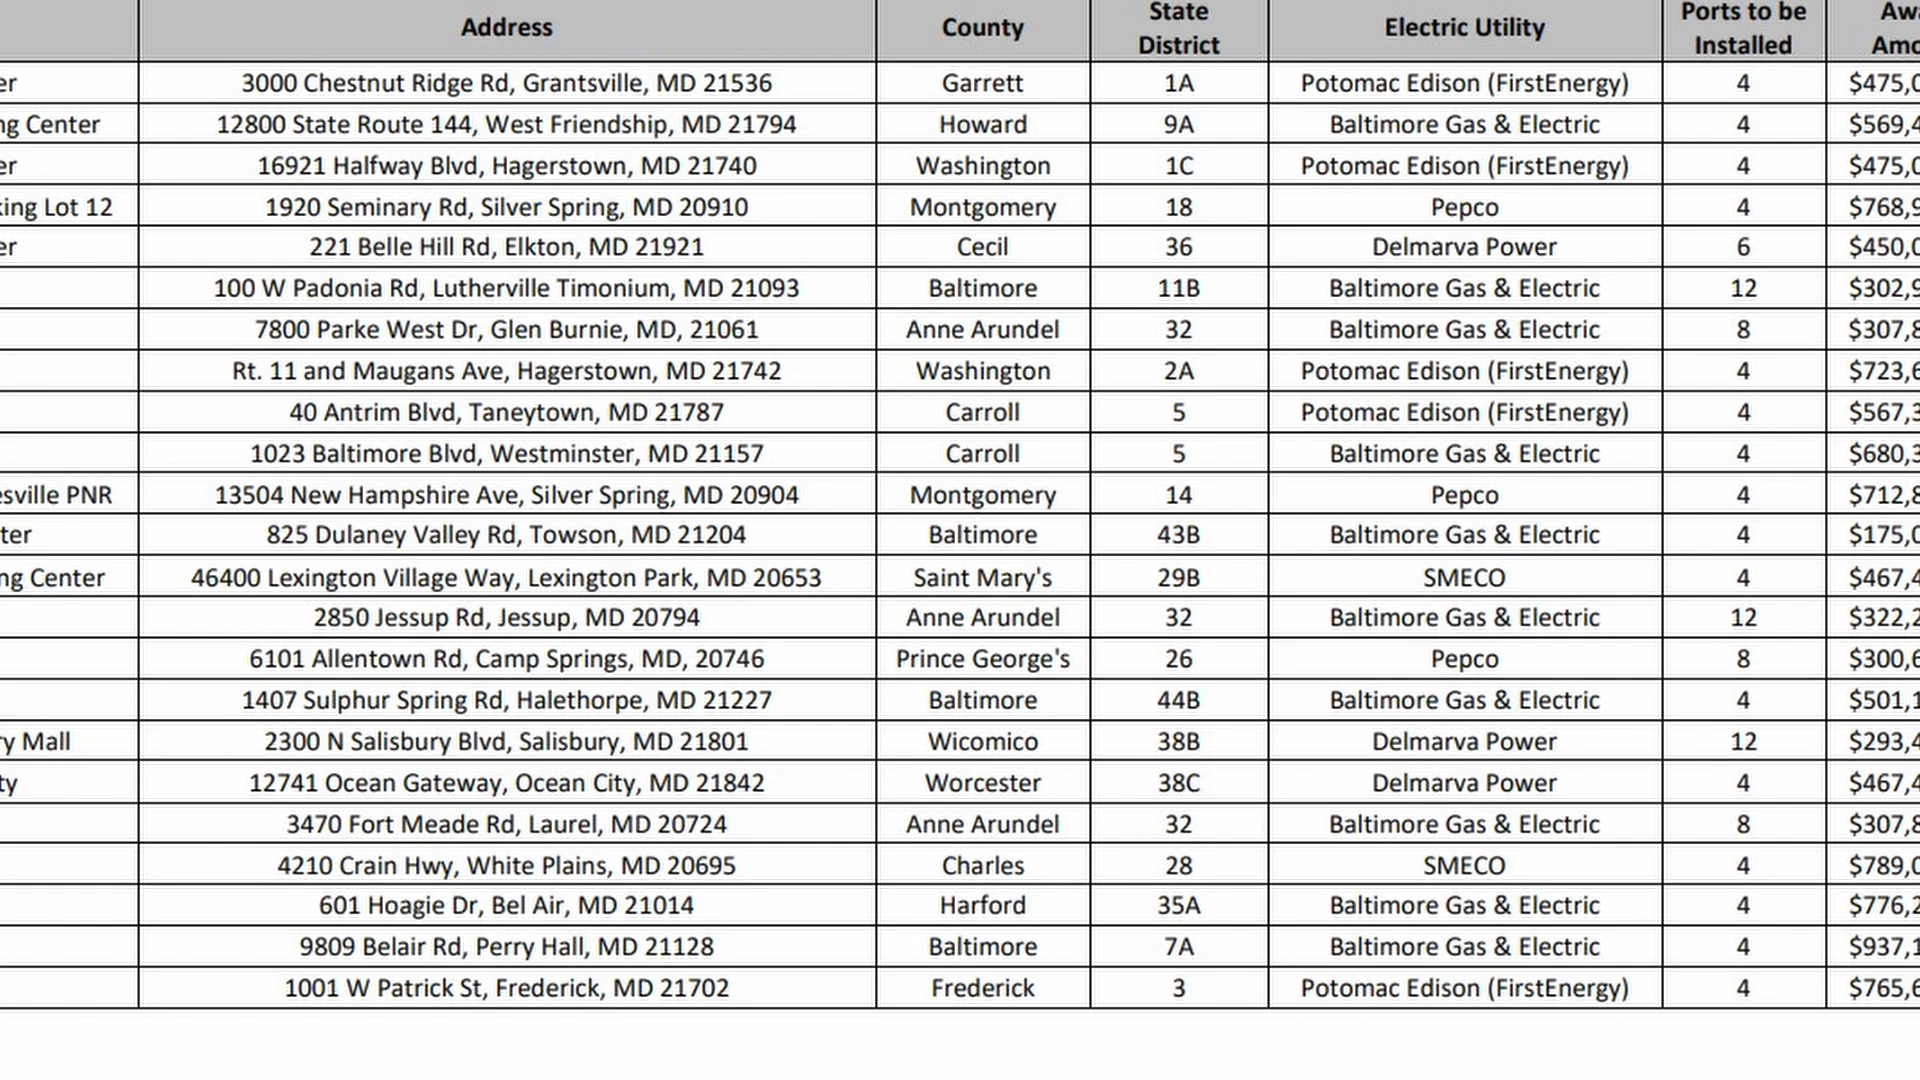 Address County State District Electric Utility Ports to be Installed
3000 Chestnut Ridge Rd, Grantsville, MD 21536 Garrett 1A Potomac Edison (FirstEnergy) 4 $475,0
Center 12800 State Route 144, West Friendship, MD 21794 Howard 9A Baltimore Gas & Electric 4 $569,4
16921 Halfway Blvd, Hagerstown, MD 21740 Washington 1C Potomac Edison (FirstEnergy) 4 $475,0
Lot 12 1920 Seminary Rd, Silver Spring, MD 20910 Montgomery 18 Pepco 4 $768,9
221 Belle Hill Rd, Elkton, MD 21921 Cecil 36 Delmarva Power 6 $450,0
100 W Padonia Rd, Lutherville Timonium, MD 21093 Baltimore 11B Baltimore Gas & Electric 12 $302,9
7800 Parke West Dr, Glen Burnie, MD, 21061 Anne Arundel 32 Baltimore Gas & Electric 8 $307,8
Rt. 11 and Maugans Ave, Hagerstown, MD 21742 Washington 2A Potomac Edison (FirstEnergy) 4 $723,6
40 Antrim Blvd, Taneytown, MD 21787 Carroll 5 Potomac Edison (FirstEnergy) 4 $567,3
1023 Baltimore Blvd, Westminster, MD 21157 Carroll 5 Baltimore Gas & Electric 4 $680,3
esville PNR 13504 New Hampshire Ave, Silver Spring, MD 20904 Montgomery 14 Pepco 4 $712,8
ter 825 Dulaney Valley Rd, Towson, MD 21204 Baltimore 43B Baltimore Gas & Electric 4 $175,0
ng Center 46400 Lexington Village Way, Lexington Park, MD 20653 Saint Mary's 29B SMECO 4 $467,4
2850 Jessup Rd, Jessup, MD 20794 Anne Arundel 32 Baltimore Gas & Electric 12 $322,2
6101 Allentown Rd, Camp Springs, MD, 20746 Prince George's 26 Pepco 8 $300,6
1407 Sulphur Spring Rd, Halethorpe, MD 21227 Baltimore 44B Baltimore Gas & Electric 4 $501,1
ry Mall 2300 N Salisbury Blvd, Salisbury, MD 21801 Wicomico 38B Delmarva Power 12 $293,4
ty 12741 Ocean Gateway, Ocean City, MD 21842 Worcester 38C Delmarva Power 4 $467,4
3470 Fort Meade Rd, Laurel, MD 20724 Anne Arundel 32 Baltimore Gas & Electric 8 $307,8
4210 Crain Hwy, White Plains, MD 20695 Charles 28 SMECO 4 $789,0
601 Hoagie Dr, Bel Air, MD 21014 Harford 35A Baltimore Gas & Electric 4 $776,2
9809 Belair Rd, Perry Hall, MD 21128 Baltimore 7A Baltimore Gas & Electric 4 $937,1
1001 W Patrick St, Frederick, MD 21702 Frederick 3 Potomac Edison (FirstEnergy) 4 $765,6